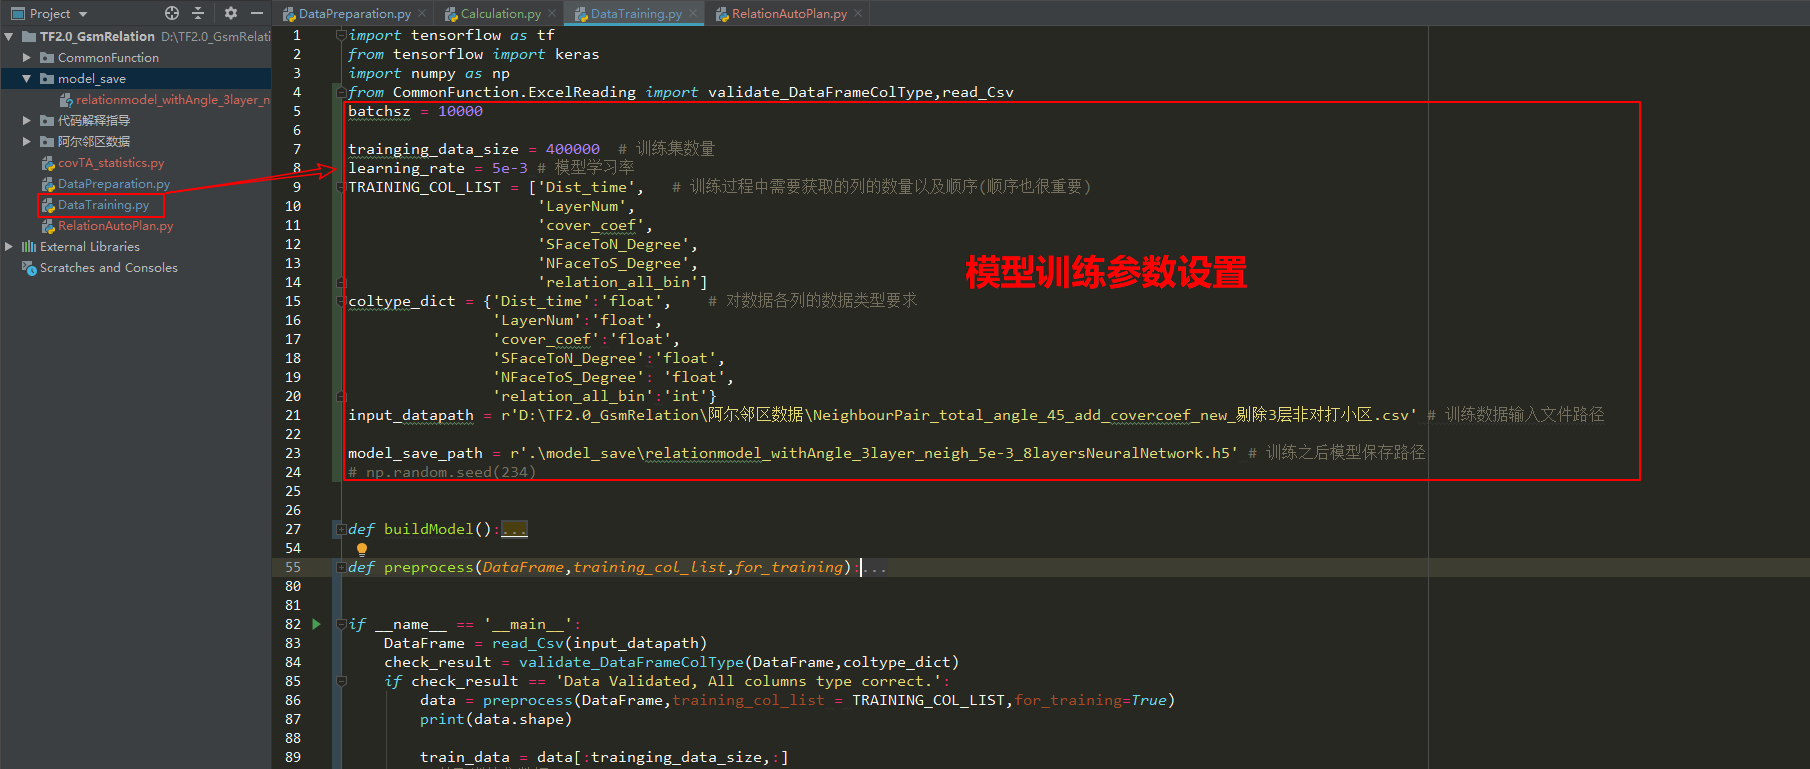 Project
DataPreparation.py
Calculation.py
DataTraining.py
RelationAutoPlan.py
TF2.0_GsmRelation D:\TF2.0_GsmRelati
CommonFunction
model_save
relationmodel_withAngle_3layer_n
代码解释指导
阿尔邻区数据
covTA_statistics.py
DataPreparation.py
DataTraining.py
RelationAutoPlan.py
External Libraries
Scratches and Consoles
1 import tensorflow as tf
2 from tensorflow import keras
3 import numpy as np
4 from CommonFunction.ExcelReading import validate_DataFrameColType,read_Csv
5 batchsz = 10000
6
7 trainging_data_size = 400000 # 训练集数量
8 learning_rate = 5e-3 # 模型学习率
9 TRAINING_COL_LIST = ['Dist_time', # 训练过程中需要获取的列的数量以及顺序(顺序也很重要)
10 'LayerNum',
11 'cover_coef',
12 'SFaceToN_Degree',
13 'NFaceToS_Degree',
14 'relation_all_bin']
模型训练参数设置
15 coltype_dict = {'Dist_time':'float', # 对数据各列的数据类型要求
16 'LayerNum':'float',
17 'cover_coef':'float',
18 'SFaceToN_Degree':'float',
19 'NFaceToS_Degree': 'float',
20 'relation_all_bin':'int'}
21 input_datapath = r'D:\TF2.0_GsmRelation\阿尔邻区数据\NeighbourPair_total_angle_45_add_covercoef_new_剔除3层非对打小区.csv' # 训练数据输入文件路径
22
23 model_save_path = r'.\model_save\relationmodel_withAngle_3layer_neigh_5e-3_8layersNeuralNetwork.h5' # 训练之后模型保存路径
24 # np.random.seed(234)
25
26
27 def buildModel():...
54
55 def preprocess(DataFrame,training_col_list,for_training):...
80
81
82 if __name__ == '__main__':
83 DataFrame = read_Csv(input_datapath)
84 check_result = validate_DataFrameColType(DataFrame,coltype_dict)
85 if check_result == 'Data Validated, All columns type correct.':
86 data = preprocess(DataFrame,training_col_list = TRAINING_COL_LIST,for_training=True)
87 print(data.shape)
88
89 train_data = data[:trainging_data_size,:]